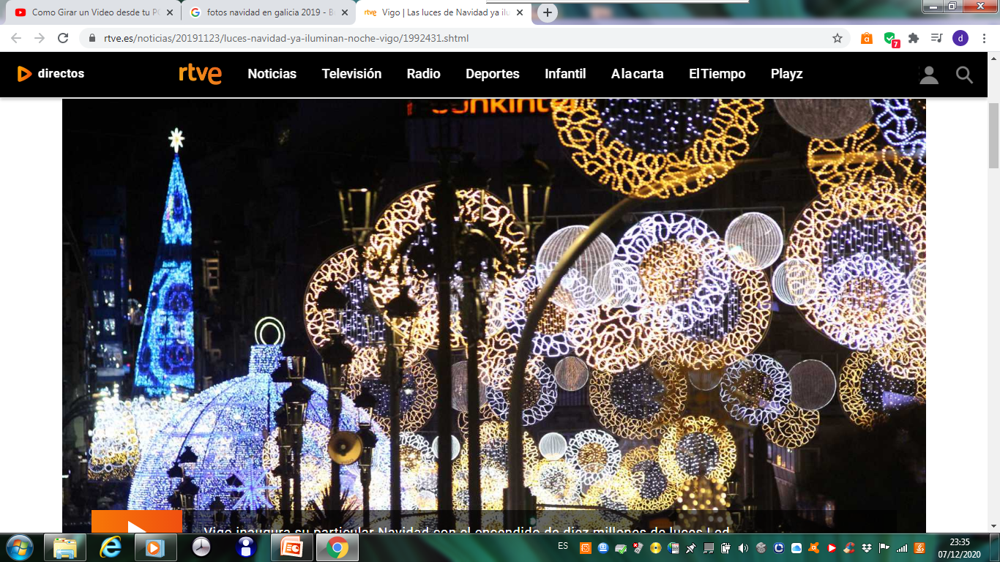 Como Girar un Video desde tu PC
fotos navidad en galicia 2019 - B
Vigo | Las luces de Navidad ya ilu
rtve.es/noticias/20191123/luces-navidad-ya-iluminan-noche-vigo/1992431.shtml
a
7
d
directos
rtve
Noticias
Televisión
Radio
Deportes
Infantil
A la carta
El Tiempo
Playz
Vigo inaugura su particular Navidad con el encendido de diez millones de luces Led
ES
23:35
07/12/2020